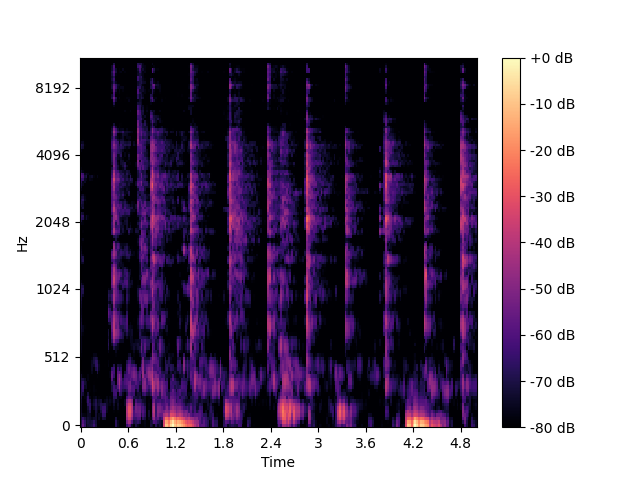 Hz
8192
4096
2048
1024
512
0
0 0.6 1.2 1.8 2.4 3 3.6 4.2 4.8
Time
+0 dB
-10 dB
-20 dB
-30 dB
-40 dB
-50 dB
-60 dB
-70 dB
-80 dB